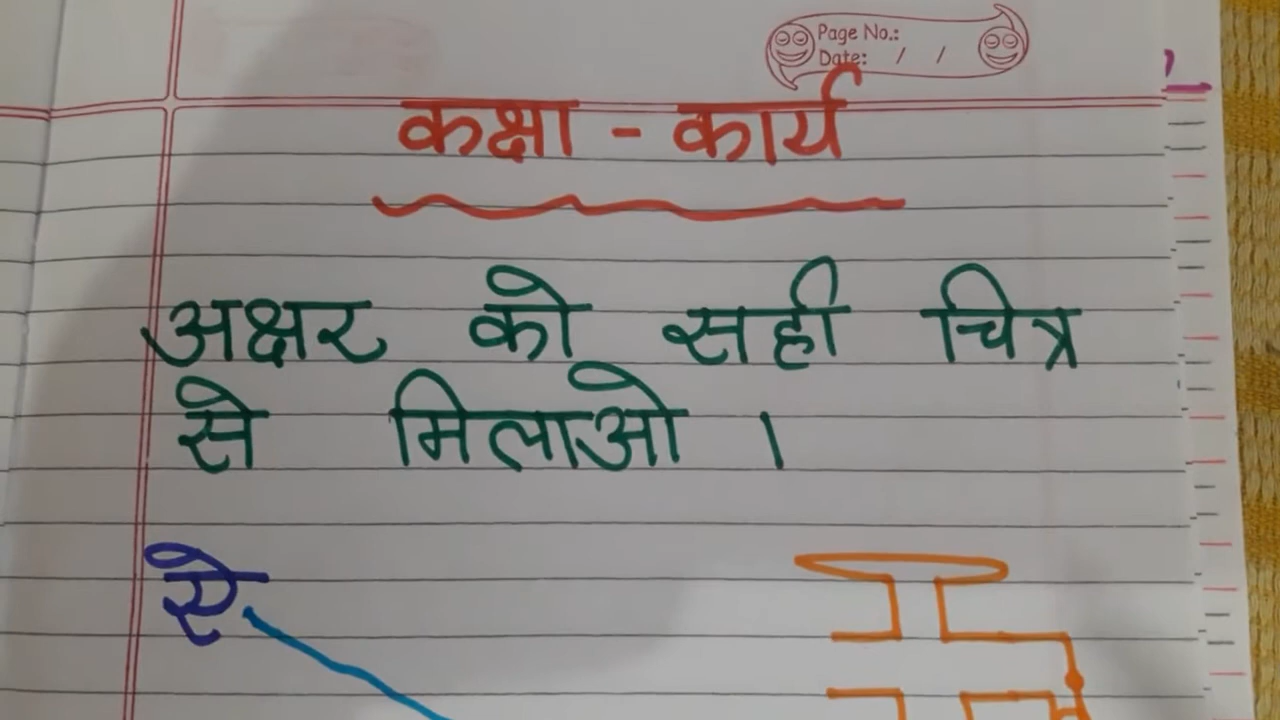 Page No.:
Date: / /
कक्षा - कार्य
अक्षर को सही चित्र
से मिलाओ ।
ऐ